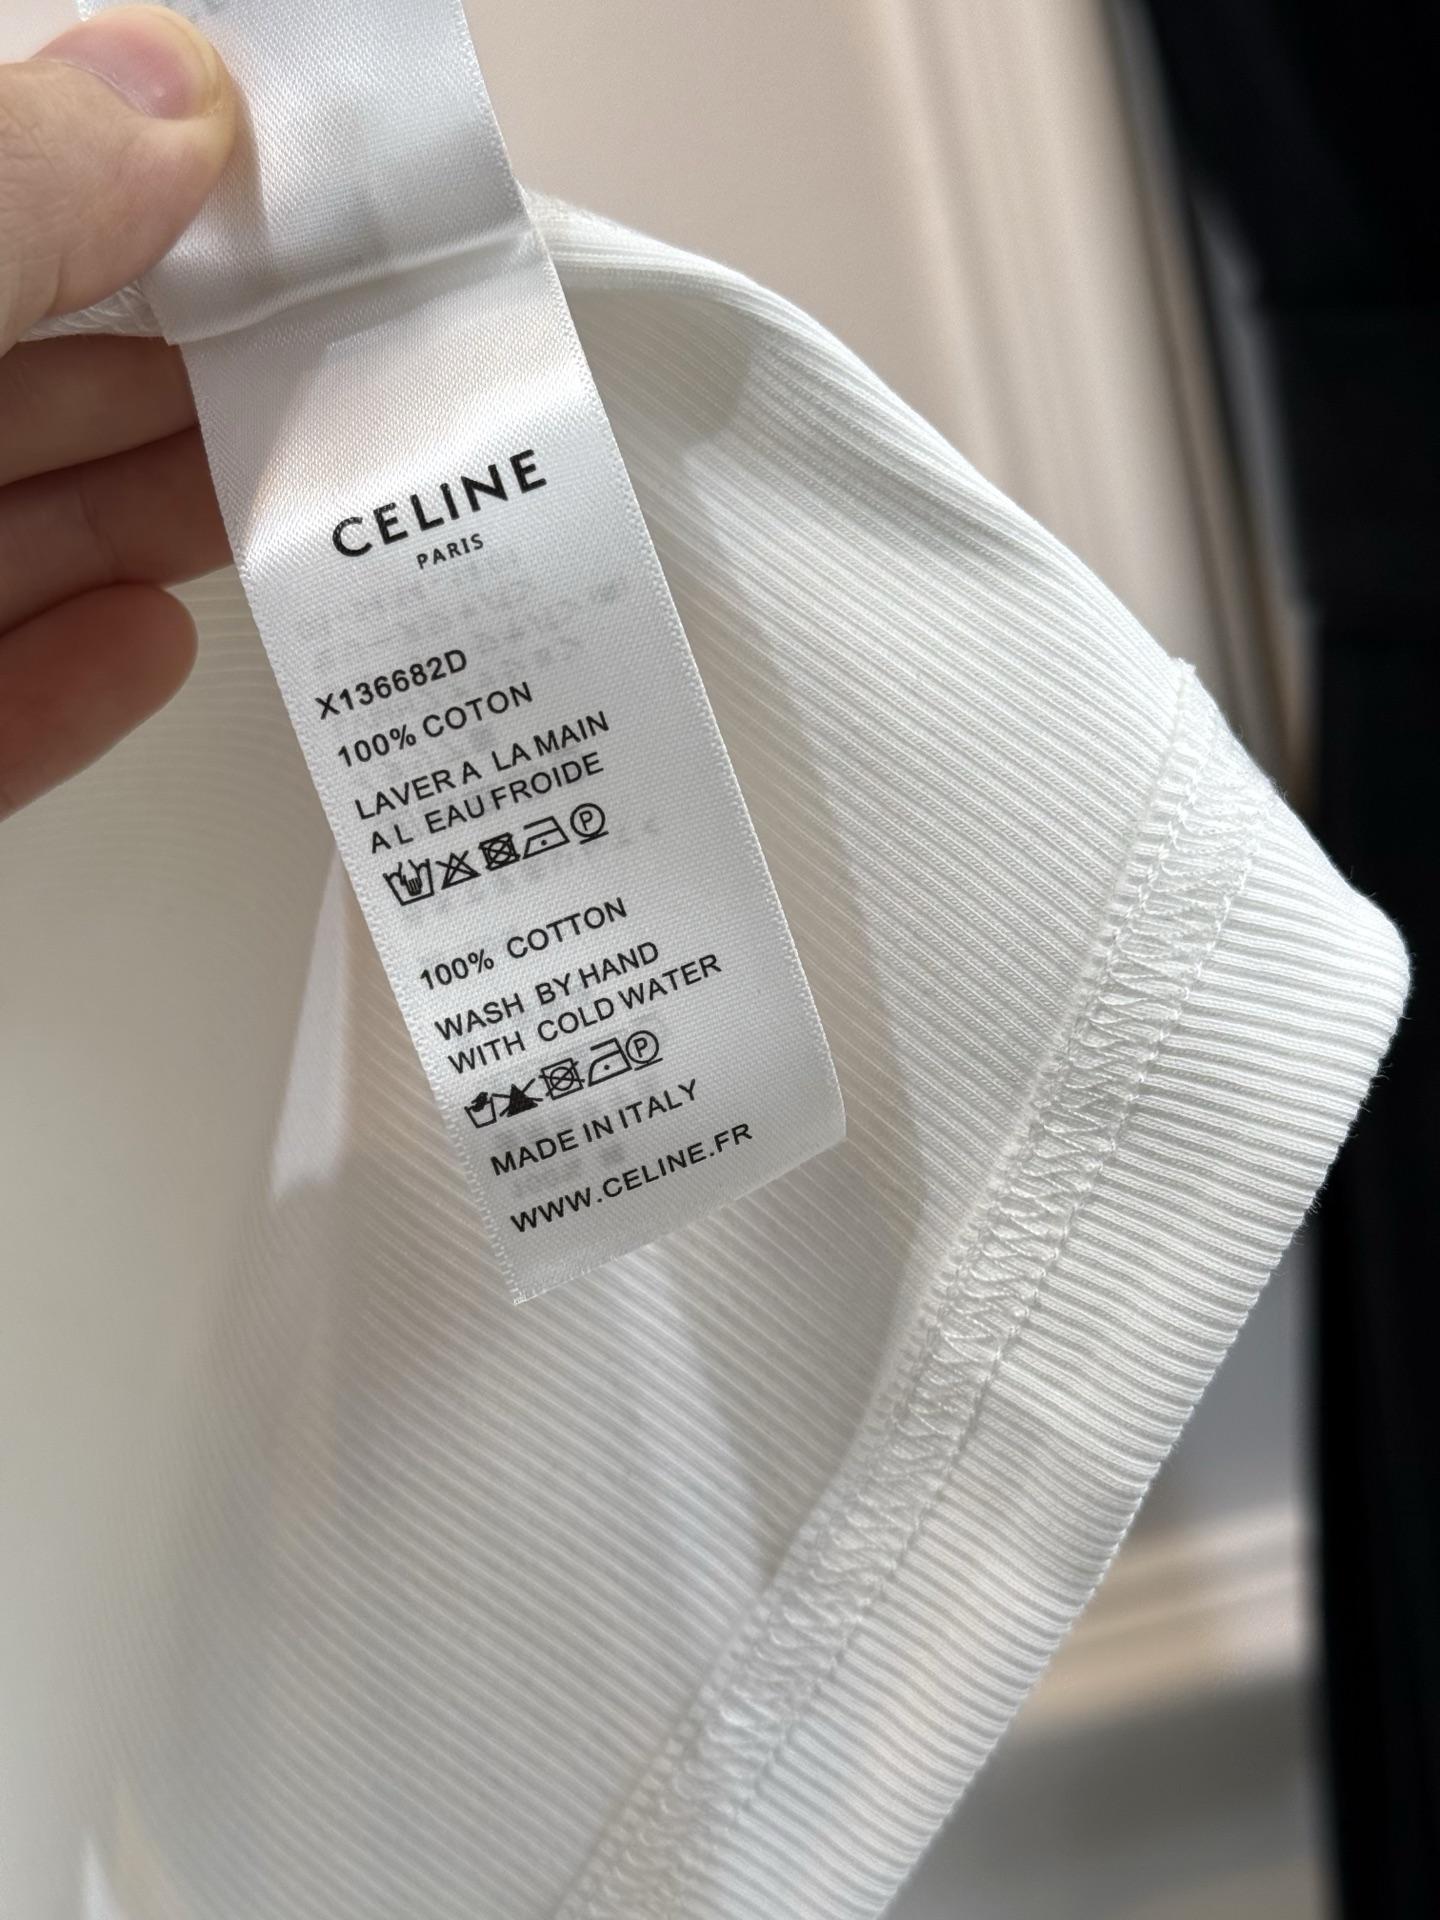 CELINE
PARIS
X136682D
100% COTON
LAVER A LA MAIN
A L EAU FROIDE
P
100% COTTON
WASH BY HAND
WITH COLD WATER
P
MADE IN ITALY
WWW.CELINE.FR